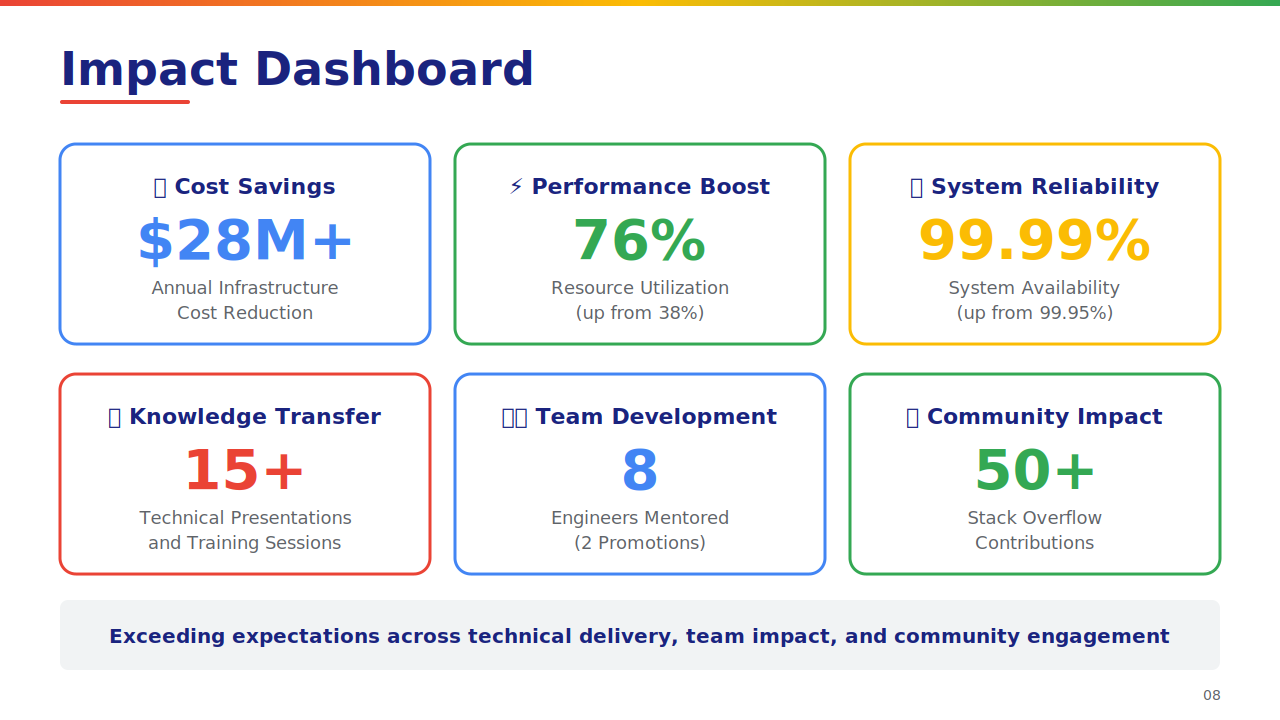 Impact Dashboard
Cost Savings
$28M+
Annual Infrastructure
Cost Reduction
⚡ Performance Boost
76%
Resource Utilization
(up from 38%)
System Reliability
99.99%
System Availability
(up from 99.95%)
Knowledge Transfer
15+
Technical Presentations
and Training Sessions
Team Development
8
Engineers Mentored
(2 Promotions)
Community Impact
50+
Stack Overflow
Contributions
Exceeding expectations across technical delivery, team impact, and community engagement
08